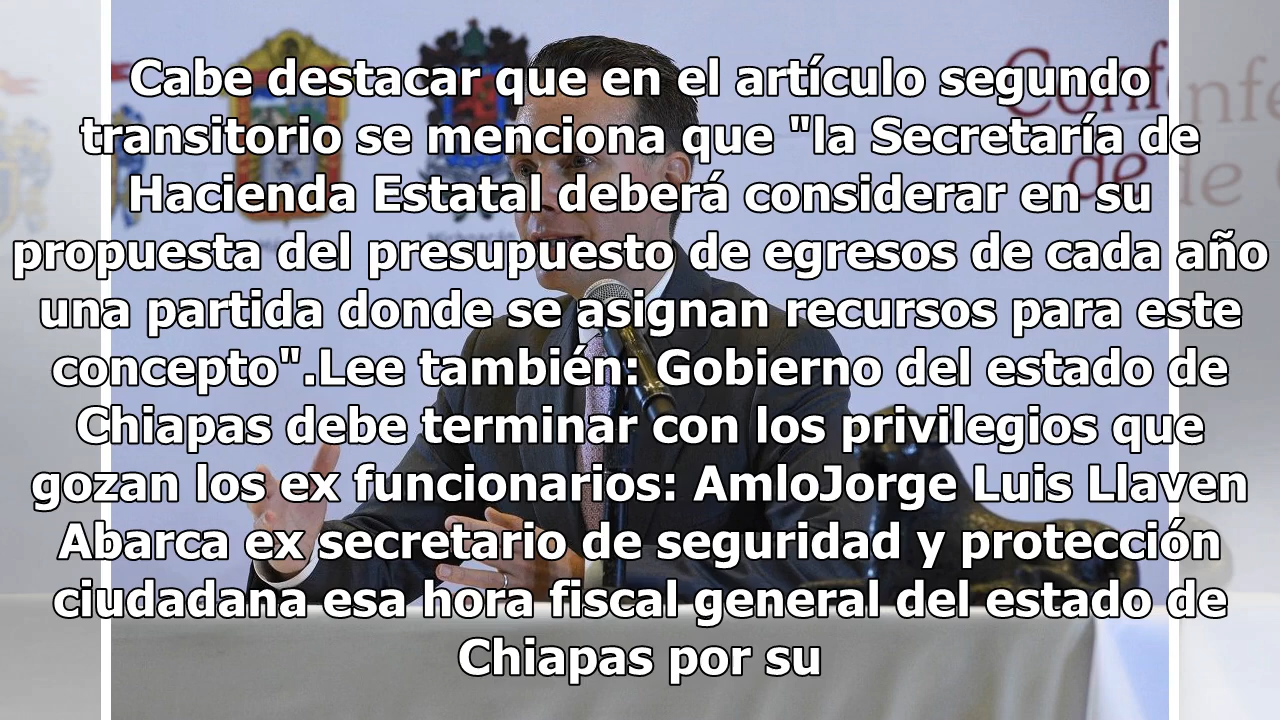 Cabe destacar que en el artículo segundo
transitorio se menciona que "la Secretaría de
Hacienda Estatal deberá considerar en su
propuesta del presupuesto de egresos de cada año
una partida donde se asignan recursos para este
concepto".Lee también: Gobierno del estado de
Chiapas debe terminar con los privilegios que
gozan los ex funcionarios: AmloJorge Luis Llaven
Abarca ex secretario de seguridad y protección
ciudadana esa hora fiscal general del estado de
Chiapas por su